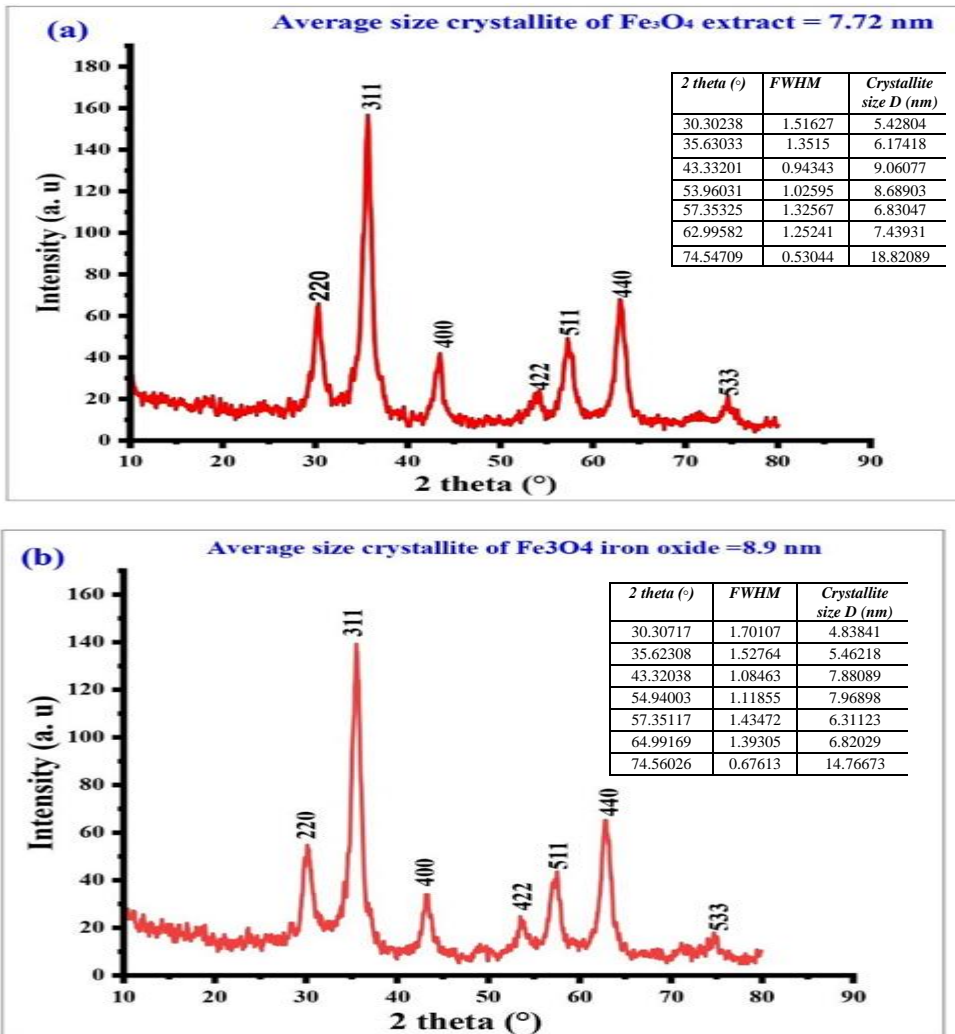 (a)
Average size crystallite of Fe₃O₄ extract = 7.72 nm
2 theta (◦) FWHM Crystallite size D (nm)
30.30238 1.51627 5.42804
35.63033 1.3515 6.17418
43.33201 0.94343 9.06077
53.96031 1.02595 8.68903
57.35325 1.32567 6.83047
62.99582 1.25241 7.43931
74.54709 0.53044 18.82089
Intensity (a. u)
180
160
140
120
100
80
60
40
20
0
220
311
400
422
511
440
533
10 20 30 40 50 60 70 80 90
2 theta (°)
(b)
Average size crystallite of Fe3O4 iron oxide =8.9 nm
2 theta (◦) FWHM Crystallite size D (nm)
30.30717 1.70107 4.83841
35.62308 1.52764 5.46218
43.32038 1.08463 7.88089
54.94003 1.11855 7.96898
57.35117 1.43472 6.31123
64.99169 1.39305 6.82029
74.56026 0.67613 14.76673
Intensity (a. u)
160
140
120
100
80
60
40
20
0
220
311
400
422
511
440
533
10 20 30 40 50 60 70 80 90
2 theta (°)